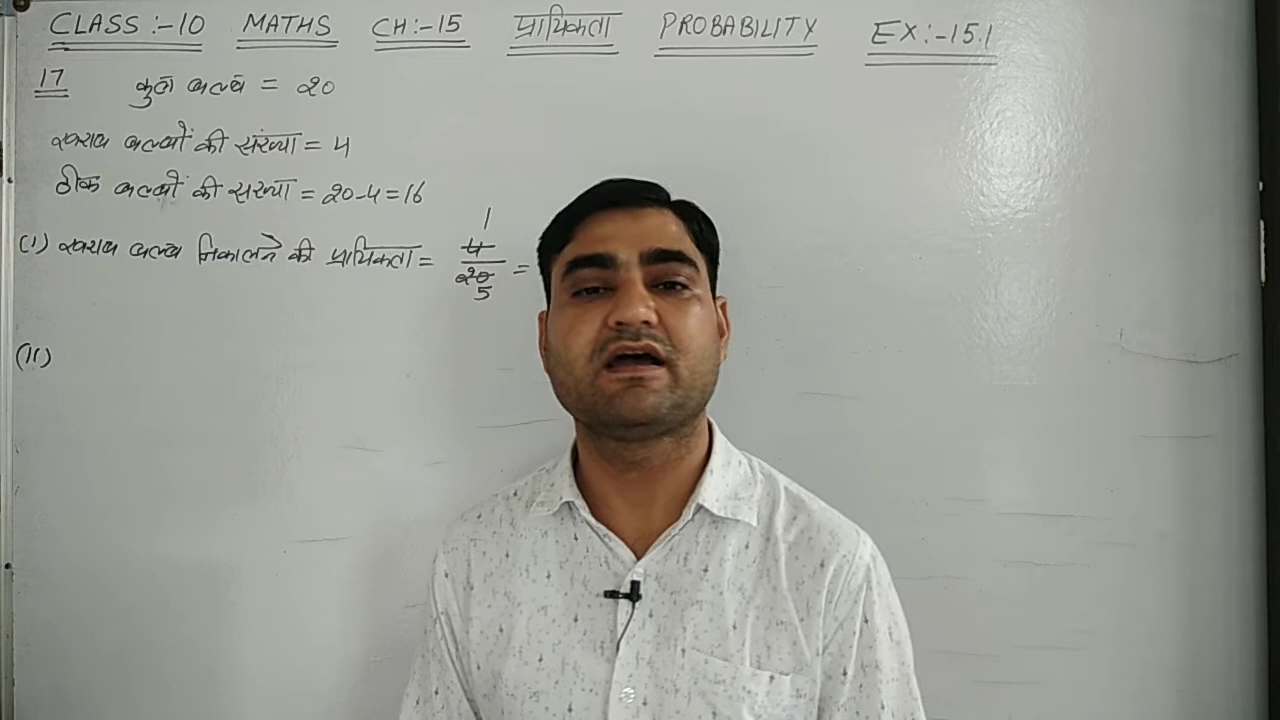 CLASS :- 10 MATHS CH:-15 प्रायिकता PROBABILITY EX:-15.1
17 कुल बल्ब = 20
खराब बल्बों की संख्या = 4
ठीक बल्बों की संख्या = 20-4=16
(I) खराब बल्ब निकालने की प्रायिकता = 4/20 =
1
5
(II)